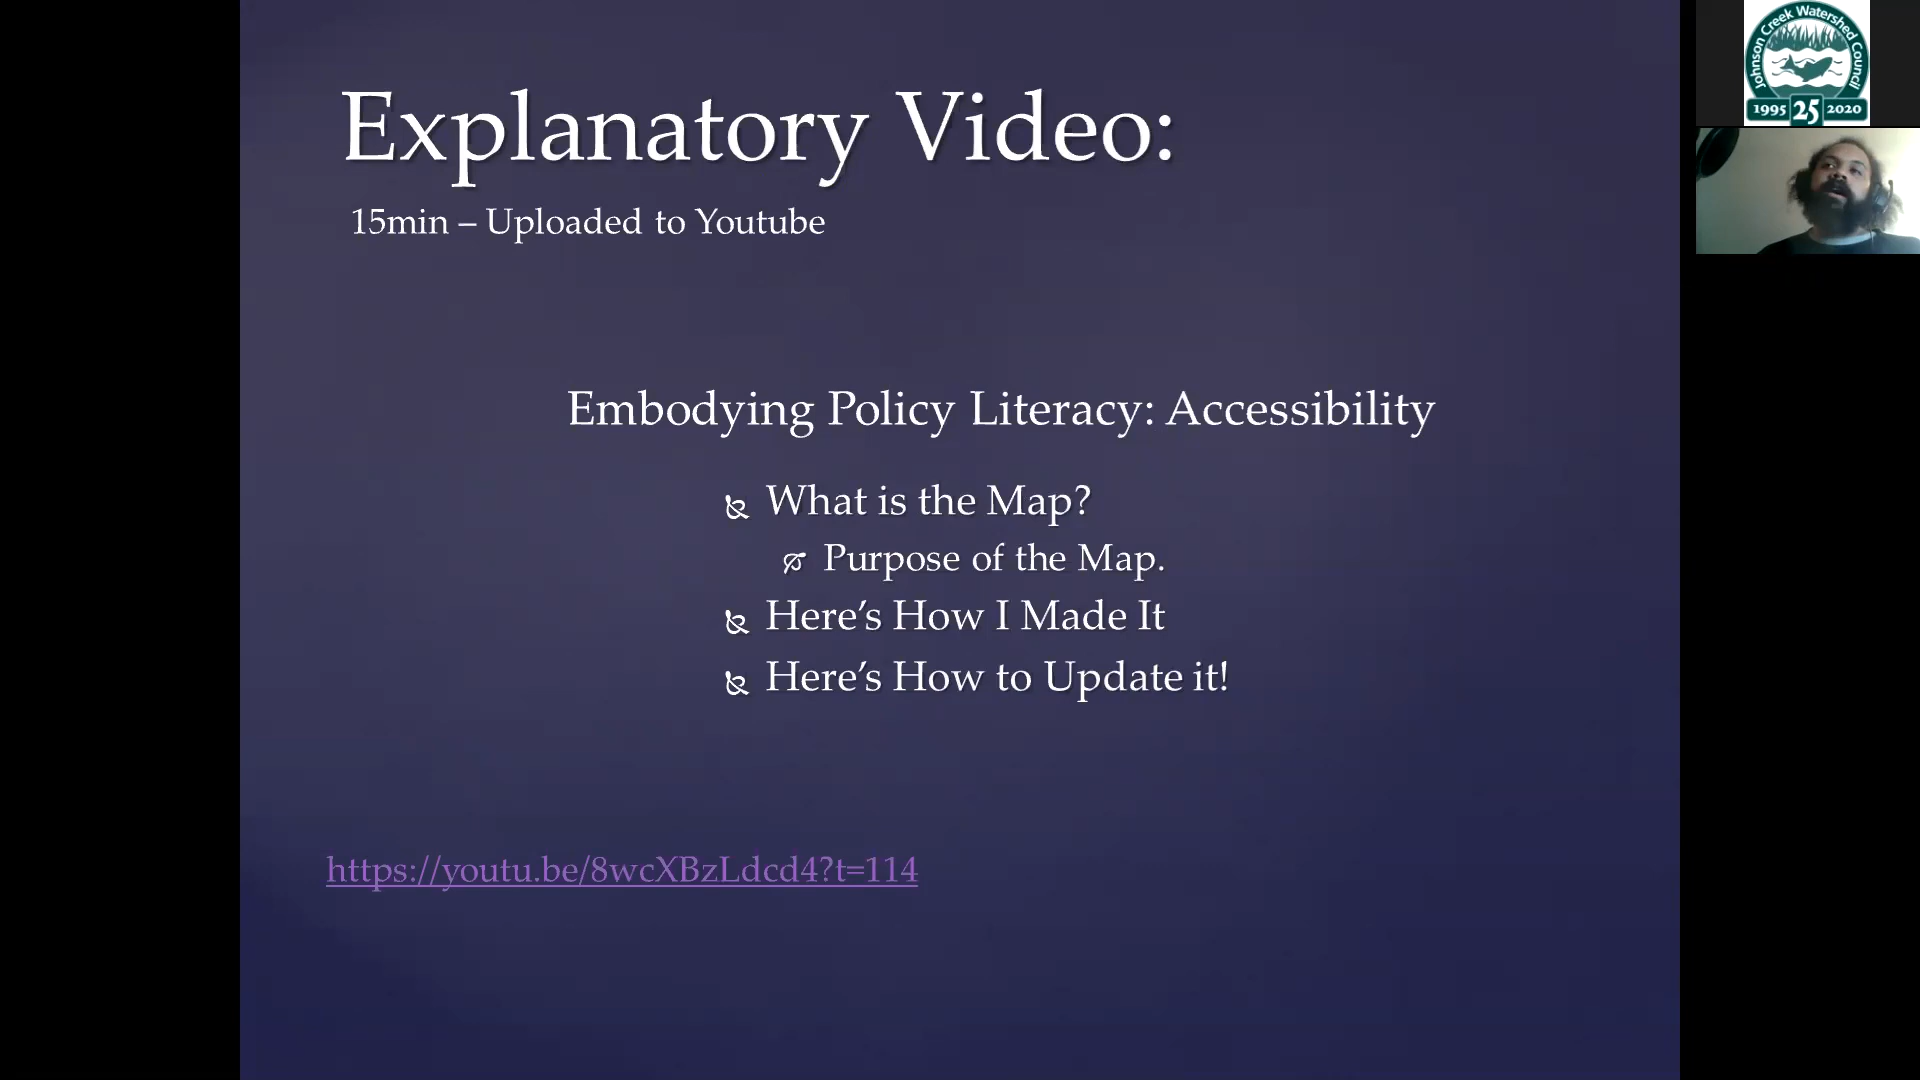 Explanatory Video:
15min – Uploaded to Youtube
Embodying Policy Literacy: Accessibility
What is the Map?
Purpose of the Map.
Here’s How I Made It
Here’s How to Update it!
https://youtu.be/8wcXBzLdcd4?t=114
Johnson Creek Watershed Council
1995 25 2020